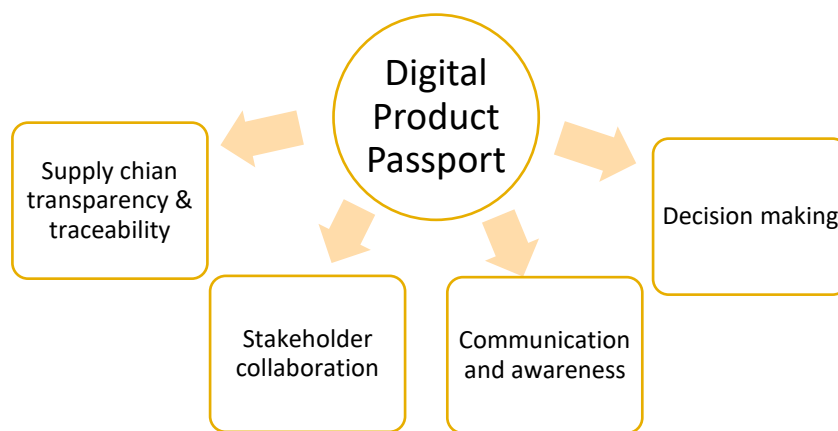 Digital
Product
Passport
Supply chian
transparency &
traceability
Decision making
Stakeholder
collaboration
Communication
and awareness